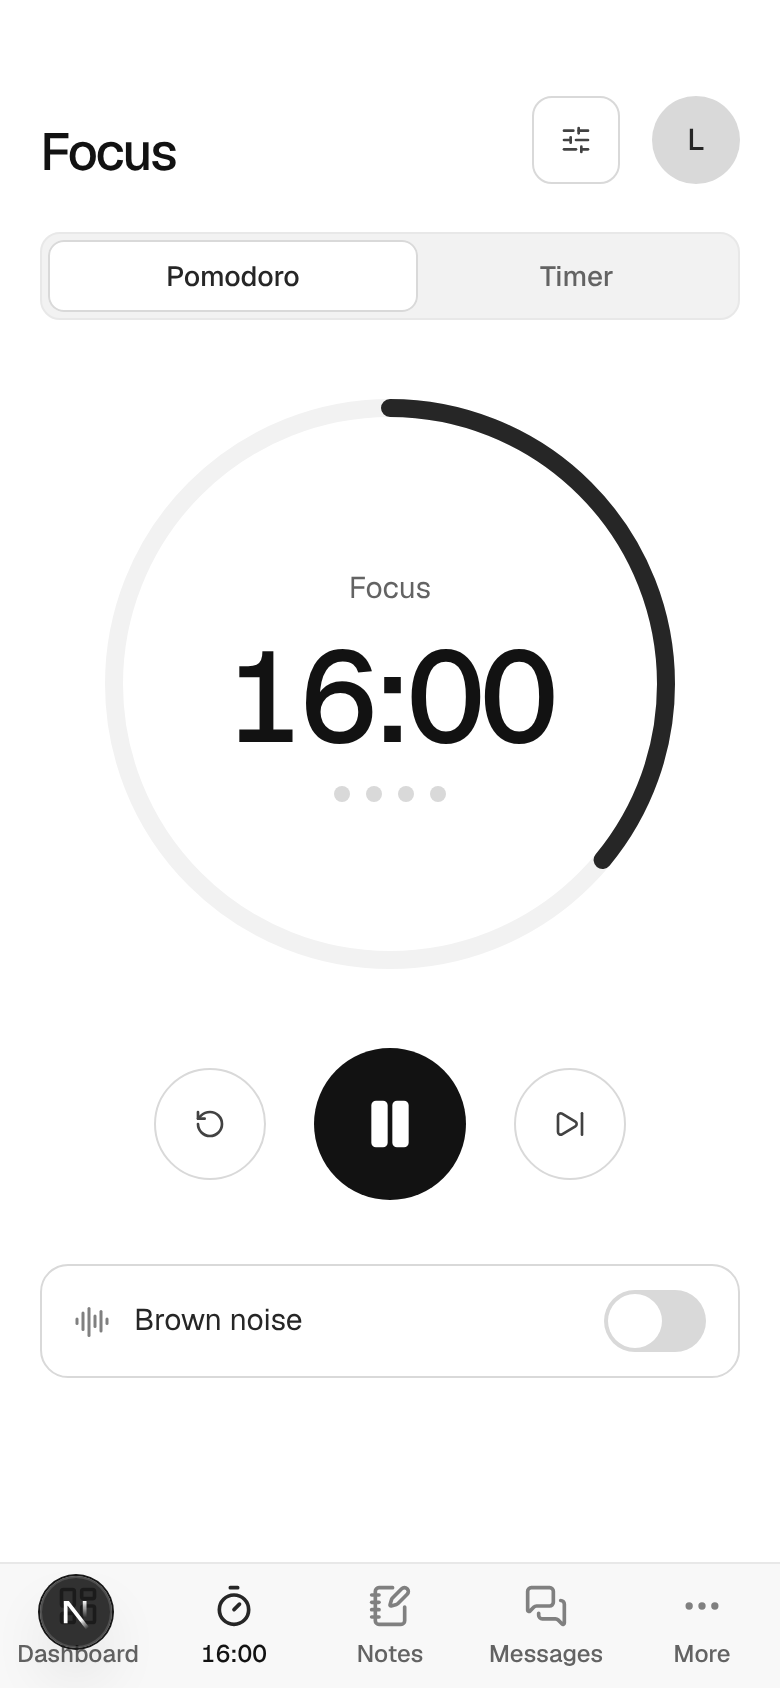 Focus
L
Pomodoro
Timer
Focus
16:00
Brown noise
N
Dashboard
16:00
Notes
Messages
More